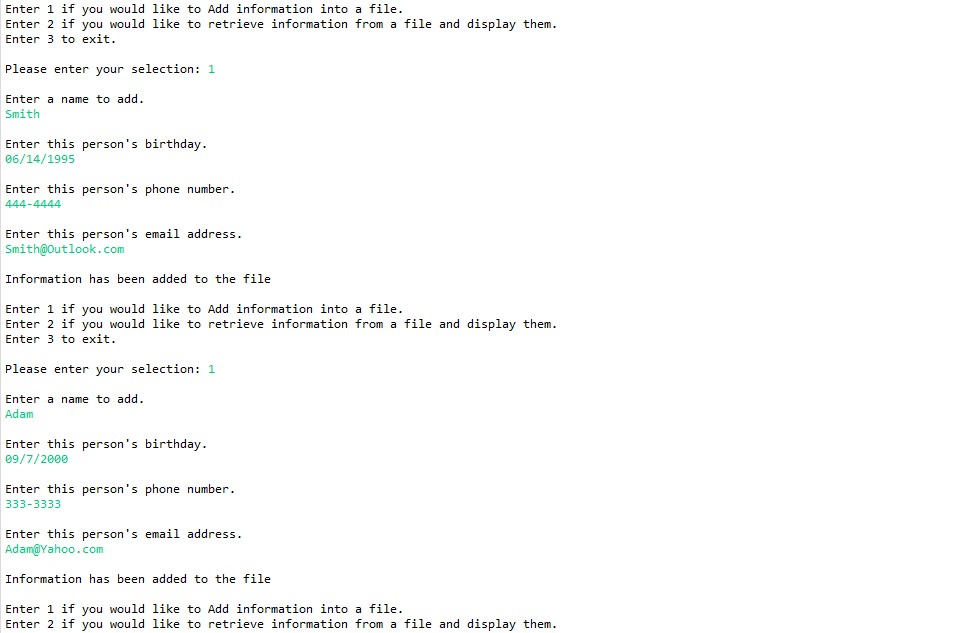 Enter 1 if you would like to Add information into a file.
Enter 2 if you would like to retrieve information from a file and display them.
Enter 3 to exit.
Please enter your selection: 1
Enter a name to add.
Smith
Enter this person's birthday.
06/14/1995
Enter this person's phone number.
444-4444
Enter this person's email address.
Smith@Outlook.com
Information has been added to the file
Enter 1 if you would like to Add information into a file.
Enter 2 if you would like to retrieve information from a file and display them.
Enter 3 to exit.
Please enter your selection: 1
Enter a name to add.
Adam
Enter this person's birthday.
09/7/2000
Enter this person's phone number.
333-3333
Enter this person's email address.
Adam@Yahoo.com
Information has been added to the file
Enter 1 if you would like to Add information into a file.
Enter 2 if you would like to retrieve information from a file and display them.